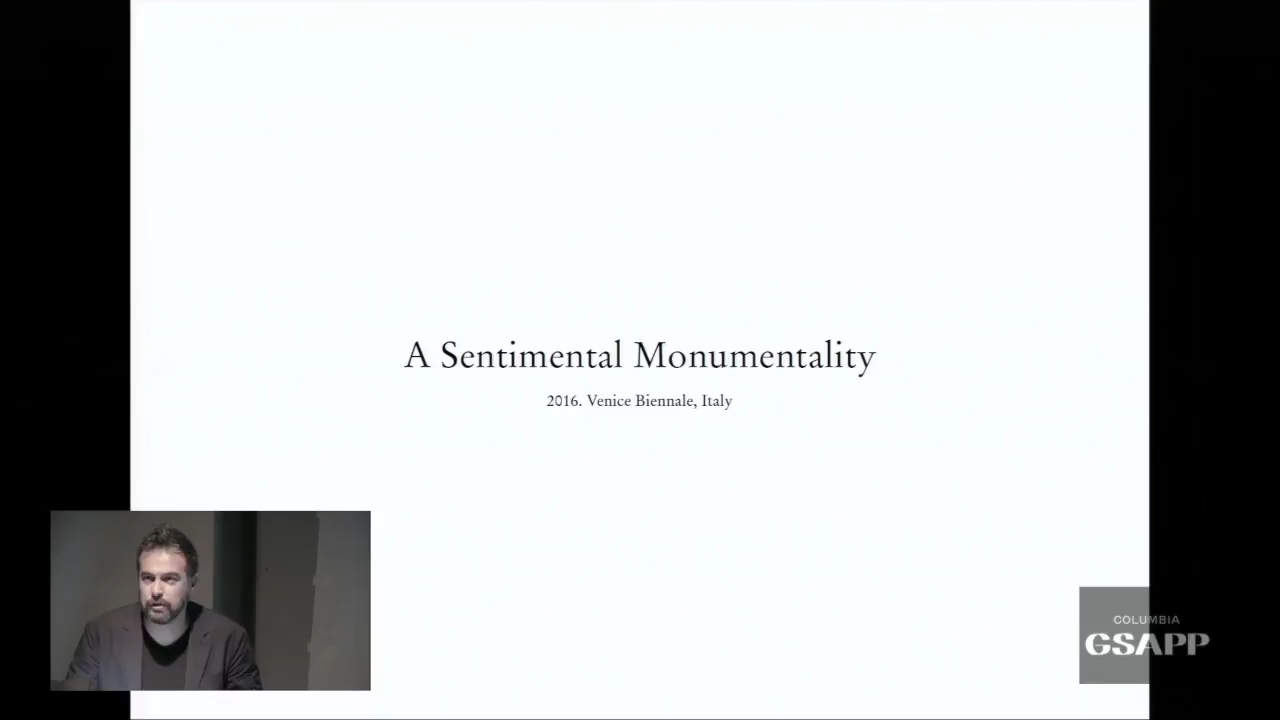 A Sentimental Monumentality
2016. Venice Biennale, Italy
COLUMBIA
GSAPP